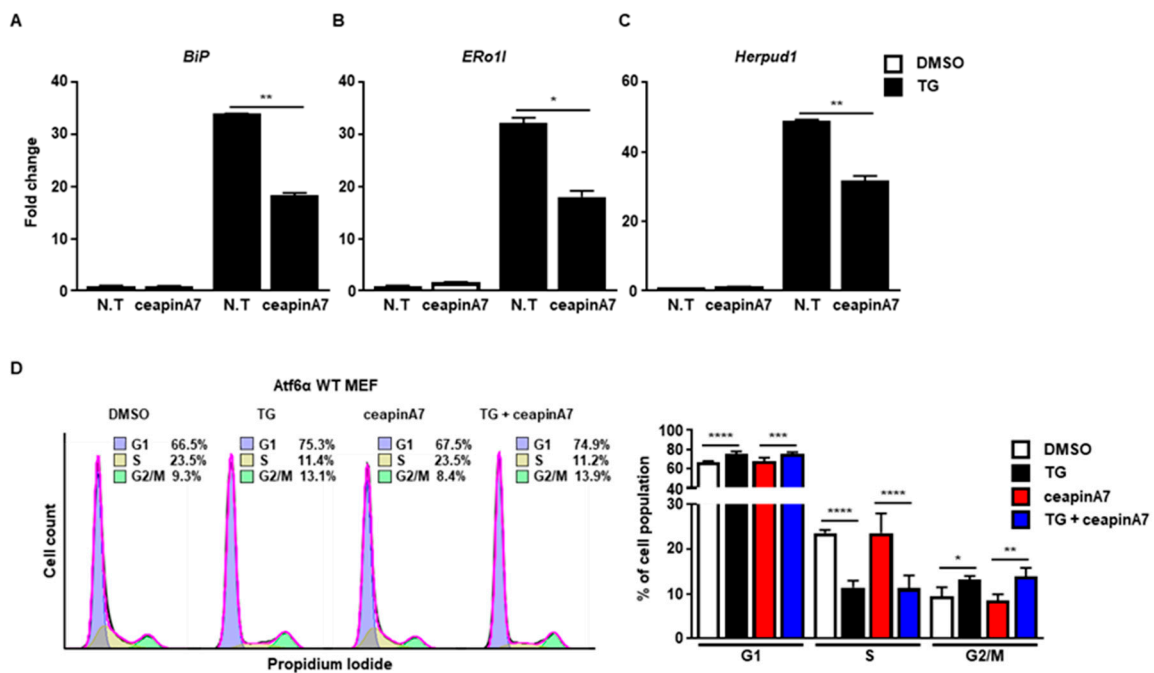 A
B
C
BiP
ERo1l
Herpud1
DMSO
TG
Fold change
40
30
20
10
0
**
N.T ceapinA7 N.T ceapinA7
40
30
20
10
0
*
N.T ceapinA7 N.T ceapinA7
60
40
20
0
**
N.T ceapinA7 N.T ceapinA7
D
Atf6α WT MEF
DMSO TG ceapinA7 TG + ceapinA7
G1 66.5%
S 23.5%
G2/M 9.3%
G1 75.3%
S 11.4%
G2/M 13.1%
G1 67.5%
S 23.5%
G2/M 8.4%
G1 74.9%
S 11.2%
G2/M 13.9%
Cell count
Propidium Iodide
% of cell population
100
80
60
40
30
20
10
0
**** ***
**** ****
* **
G1 S G2/M
DMSO
TG
ceapinA7
TG + ceapinA7